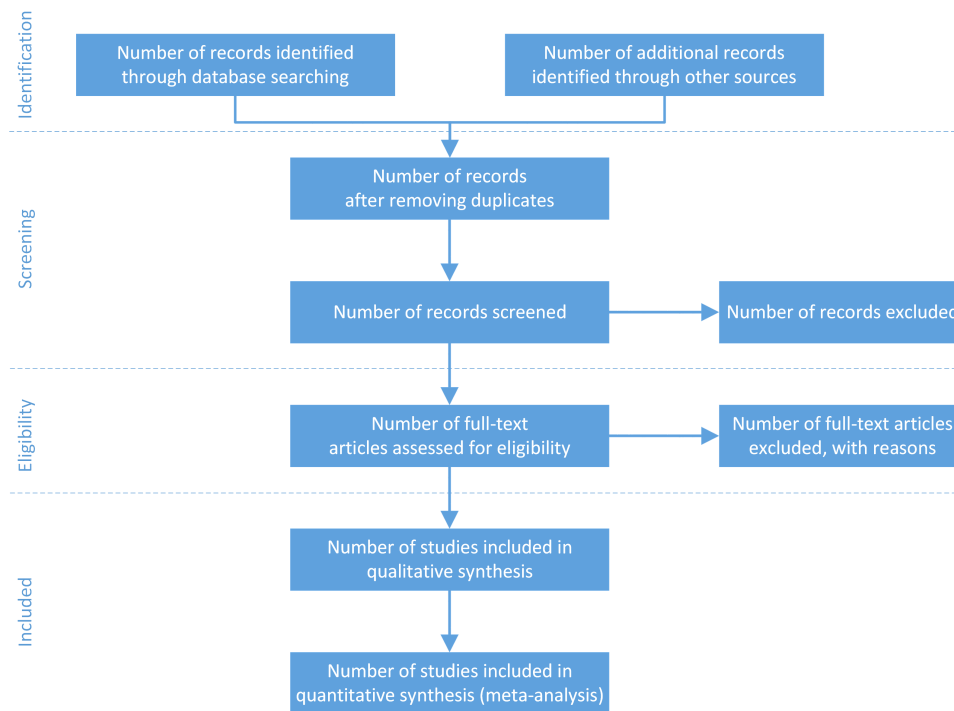 Identification
Number of records identified
through database searching
Number of additional records
identified through other sources
Screening
Number of records
after removing duplicates
Number of records screened
Number of records excluded
Eligibility
Number of full-text
articles assessed for eligibility
Number of full-text articles
excluded, with reasons
Included
Number of studies included in
qualitative synthesis
Number of studies included in
quantitative synthesis (meta-analysis)